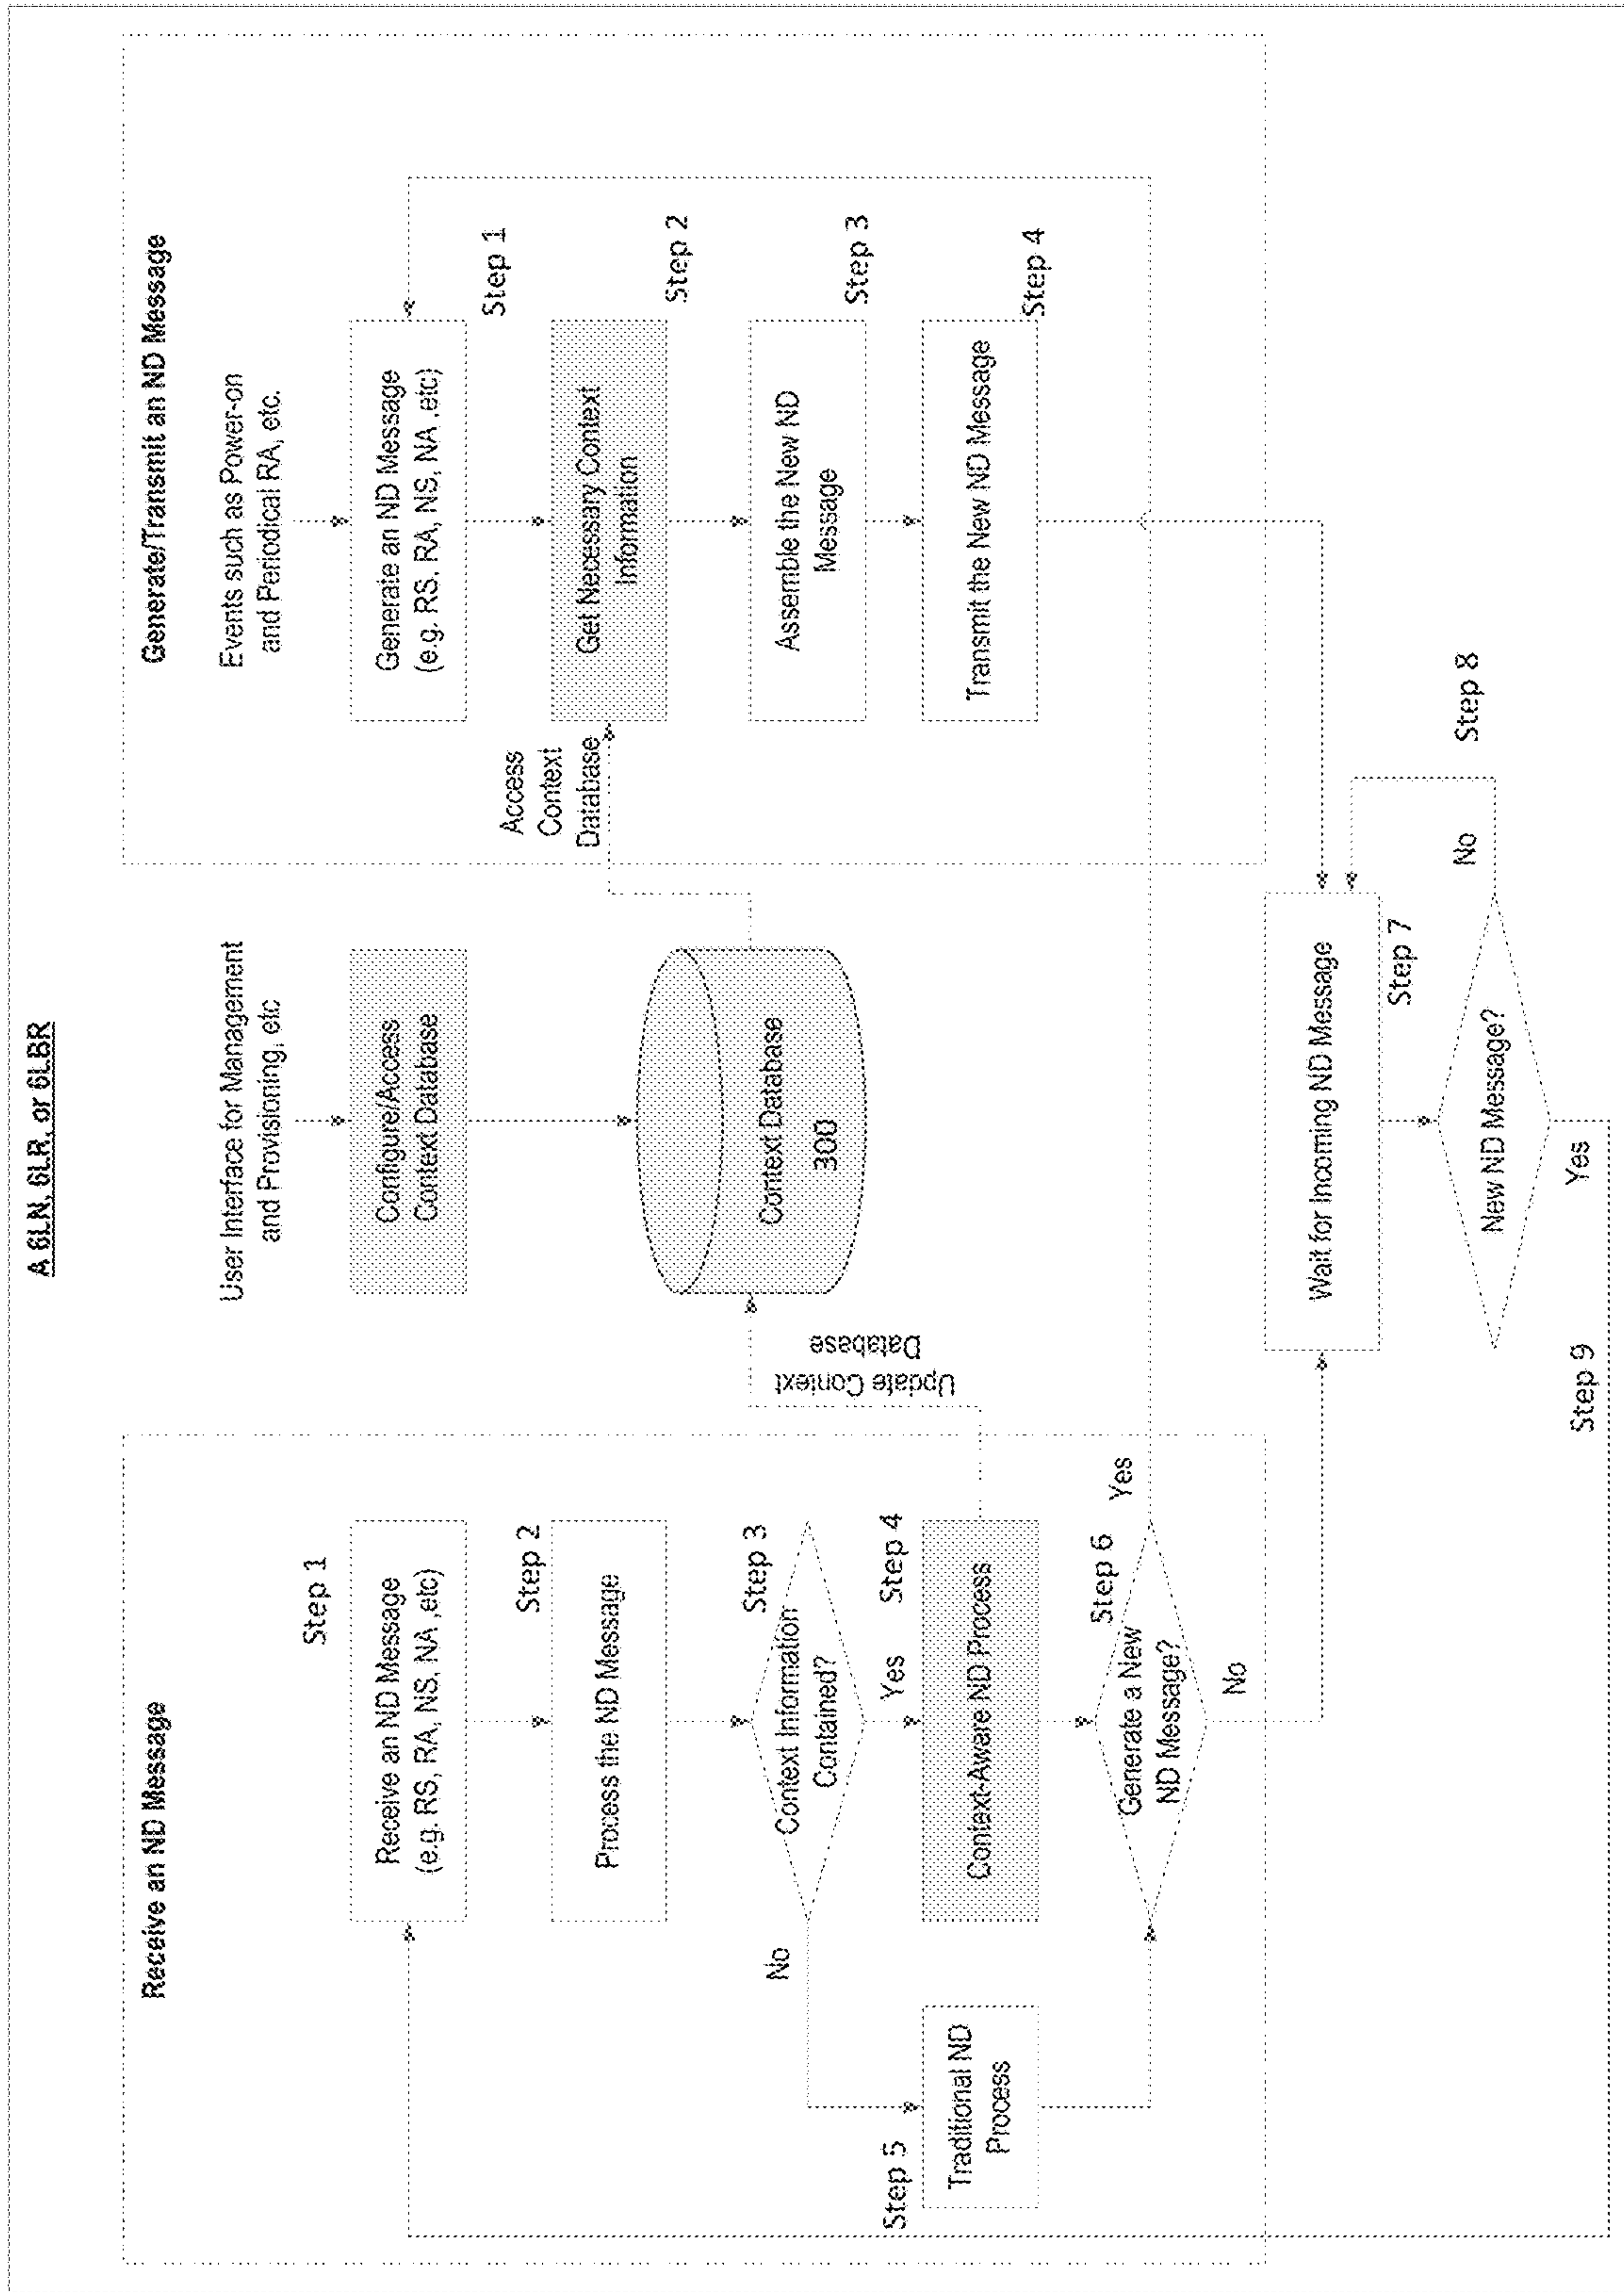 A 6LN, 6LR, or 6LBR
Receive an ND Message
Step 1
Receive an ND Message
(e.g. RS, RA, NS, NA ,etc)
Step 2
Process the ND Message
Step 3
Context Information
Contained?
No
Yes
Step 4
Context-Aware ND Process
Step 5
Traditional ND
Process
Step 6
Generate a New
ND Message?
Yes
No
User Interface for Management
and Provisioning, etc
Configure/Access
Context Database
Context Database
300
Update Context
Database
Access
Context
Database
Generate/Transmit an ND Message
Events such as Power-on
and Periodical RA, etc.
Generate an ND Message
(e.g. RS, RA, NS, NA ,etc)
Step 1
Get Necessary Context
Information
Step 2
Assemble the New ND
Message
Step 3
Transmit the New ND Message
Step 4
Wait for Incoming ND Message
Step 7
New ND Message?
No
Step 8
Yes
Step 9